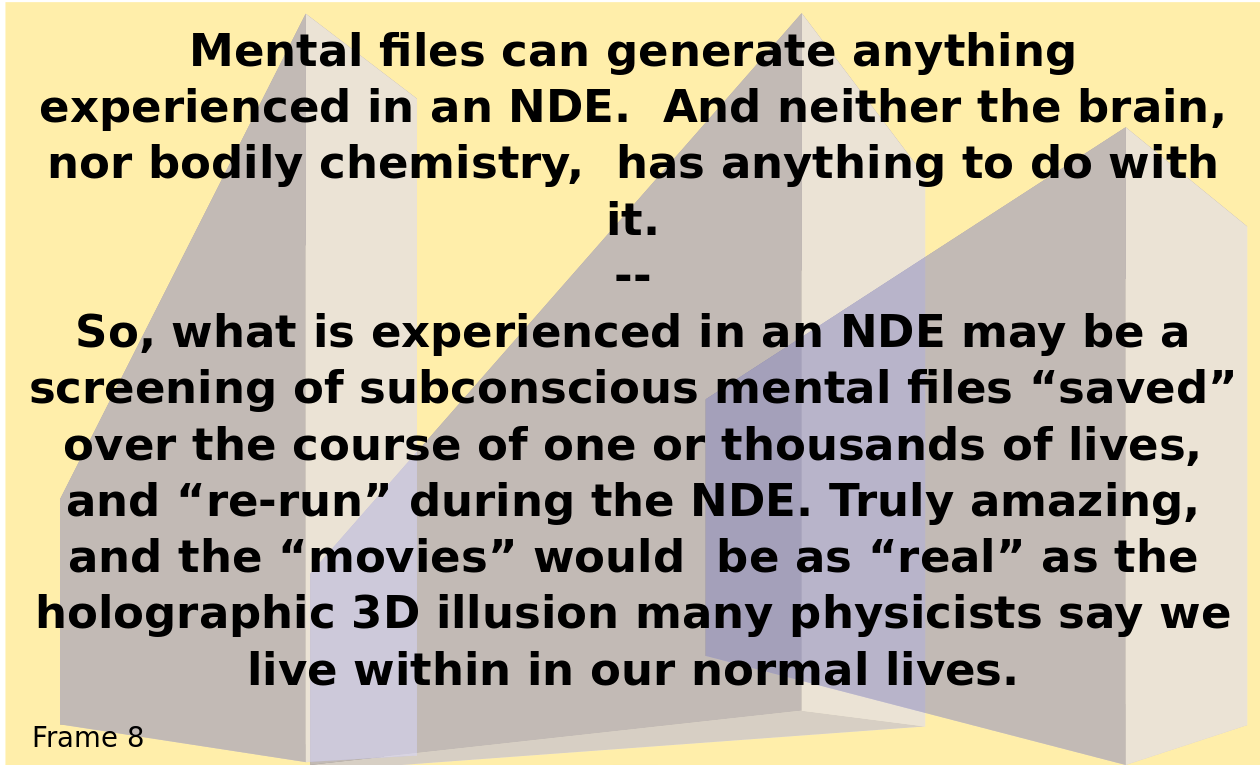 Mental files can generate anything
experienced in an NDE.  And neither the brain,
nor bodily chemistry,  has anything to do with
it.
--
So, what is experienced in an NDE may be a
screening of subconscious mental files “saved”
over the course of one or thousands of lives,
and “re-run” during the NDE. Truly amazing,
and the “movies” would  be as “real” as the
holographic 3D illusion many physicists say we
live within in our normal lives.
Frame 8